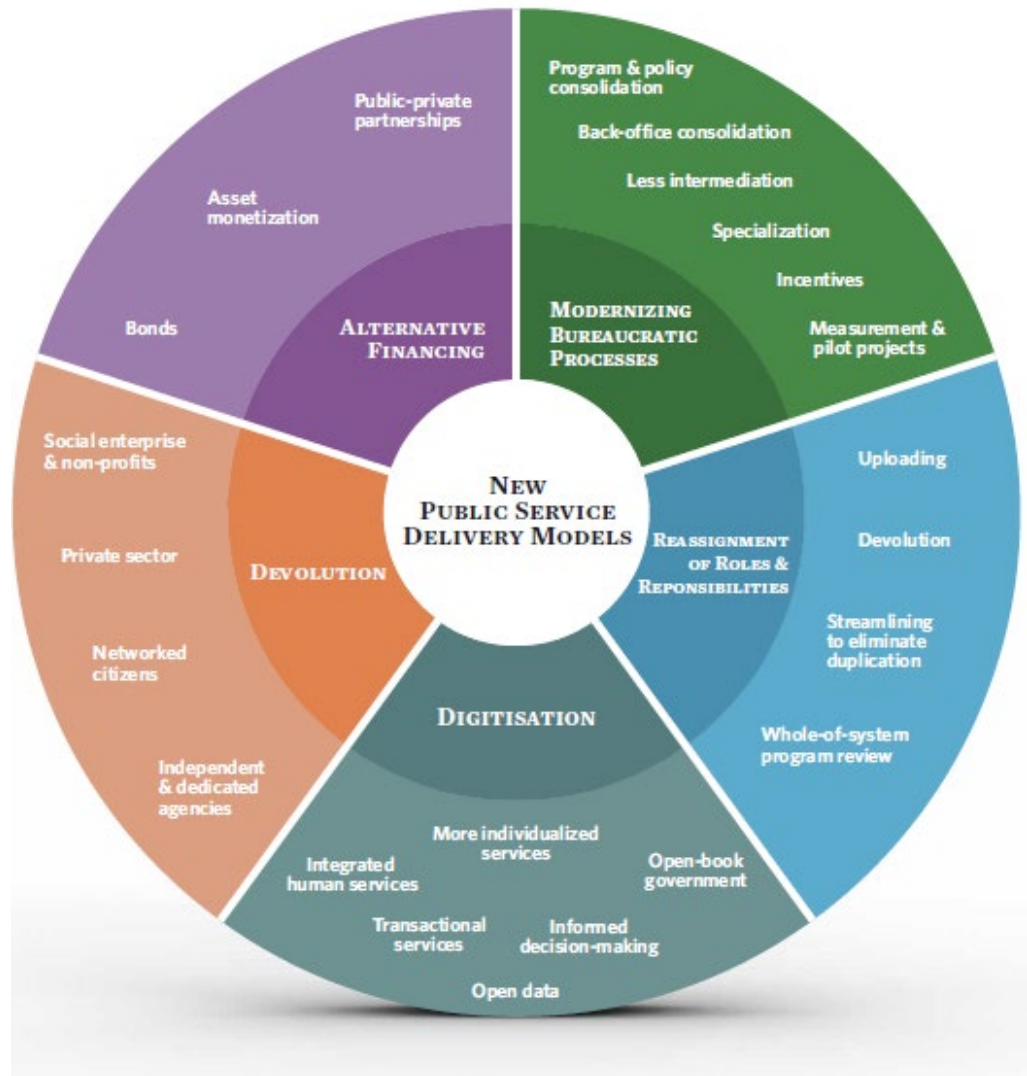 NEW
PUBLIC SERVICE
DELIVERY MODELS
MODERNIZING
BUREAUCRATIC
PROCESSES
Program & policy
consolidation
Back-office consolidation
Less intermediation
Specialization
Incentives
Measurement &
pilot projects
REASSIGNMENT
OF ROLES &
REPONSIBILITIES
Uploading
Devolution
Streamlining
to eliminate
duplication
Whole-of-system
program review
DIGITISATION
More individualized
services
Integrated
human services
Open-book
government
Transactional
services
Informed
decision-making
Open data
DEVOLUTION
Social enterprise
& non-profits
Private sector
Networked
citizens
Independent
& dedicated
agencies
ALTERNATIVE
FINANCING
Public-private
partnerships
Asset
monetization
Bonds